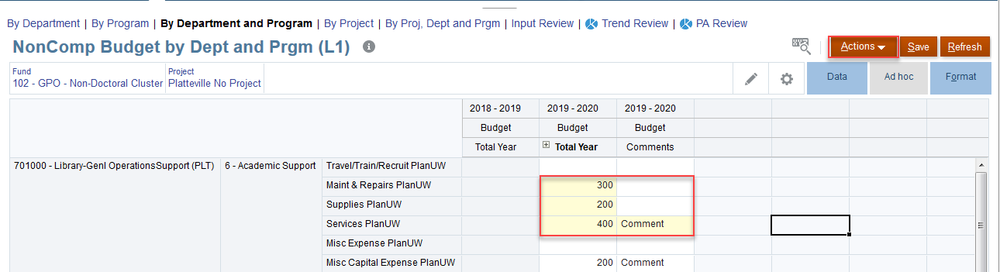 By Department | By Program | By Department and Program | By Project | By Proj, Dept and Prgm | Input Review | Trend Review | PA Review
NonComp Budget by Dept and Prgm (L1)
Actions Save Refresh
Fund Project
102 - GPO - Non-Doctoral Cluster Platteville No Project
Data Ad hoc Format
2018 - 2019 2019 - 2020 2019 - 2020
Budget Budget Budget
Total Year Total Year Comments
701000 - Library-Genl OperationsSupport (PLT) 6 - Academic Support Travel/Train/Recruit PlanUW
Maint & Repairs PlanUW 300
Supplies PlanUW 200
Services PlanUW 400 Comment
Misc Expense PlanUW
Misc Capital Expense PlanUW 200 Comment